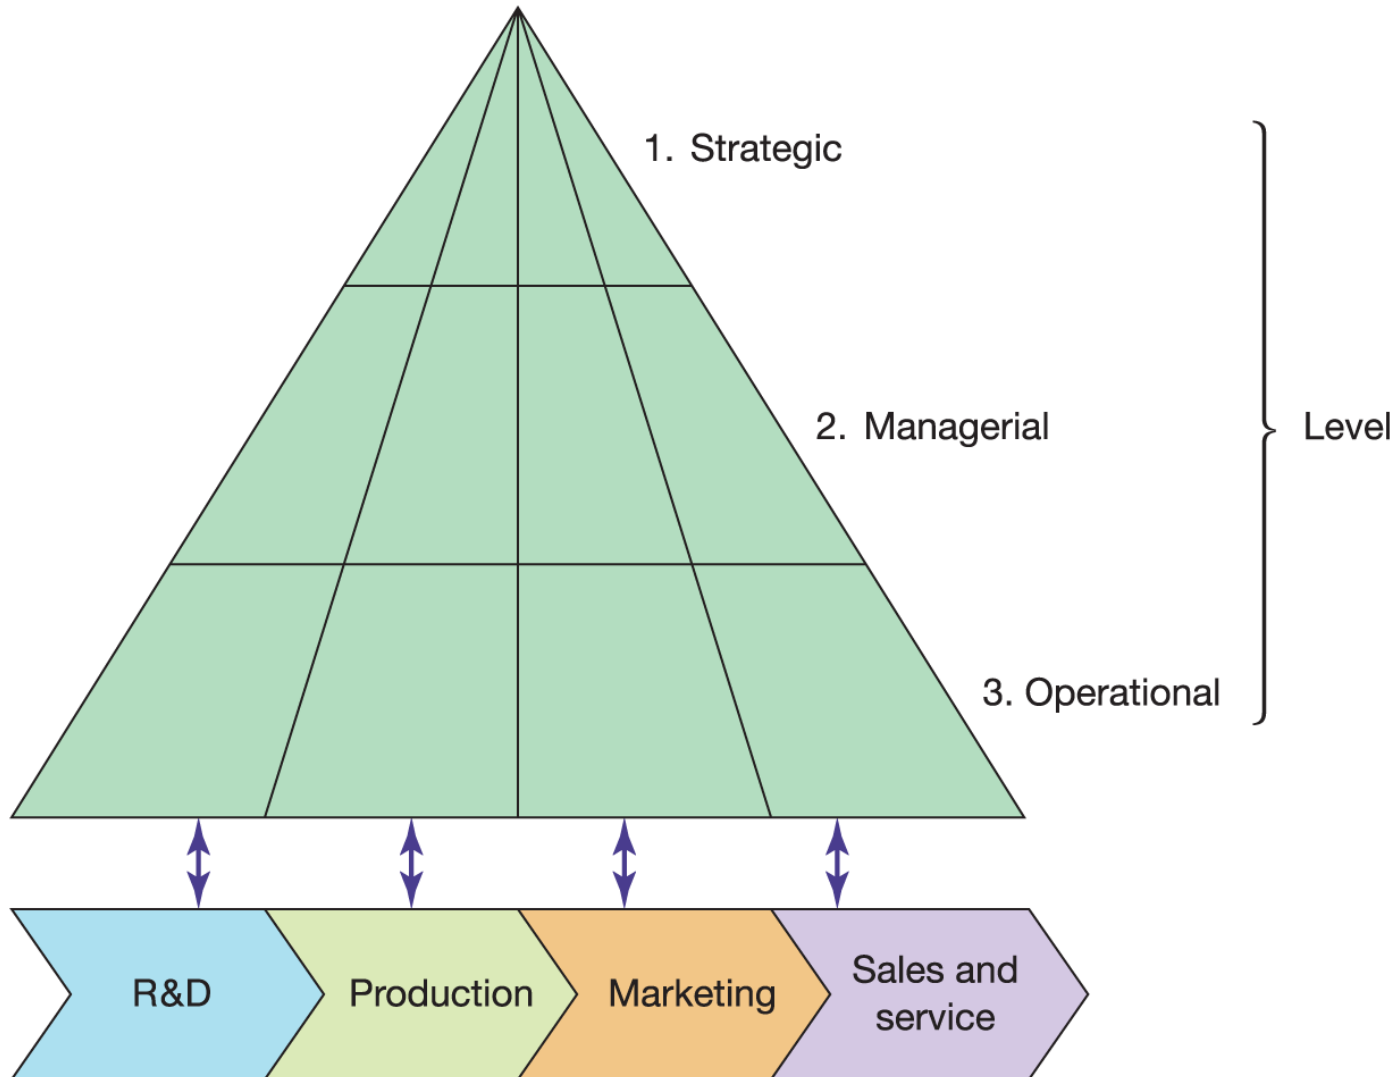 1. Strategic
2. Managerial
Level
3. Operational
R&D
Production
Marketing
Sales and
service